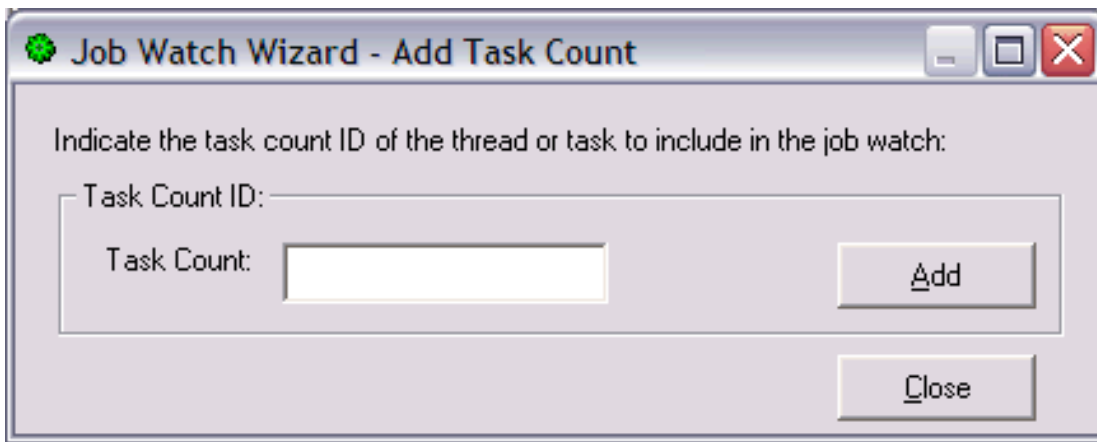 Job Watch Wizard - Add Task Count
Indicate the task count ID of the thread or task to include in the job watch:
Task Count ID:
Task Count:
Add
Close